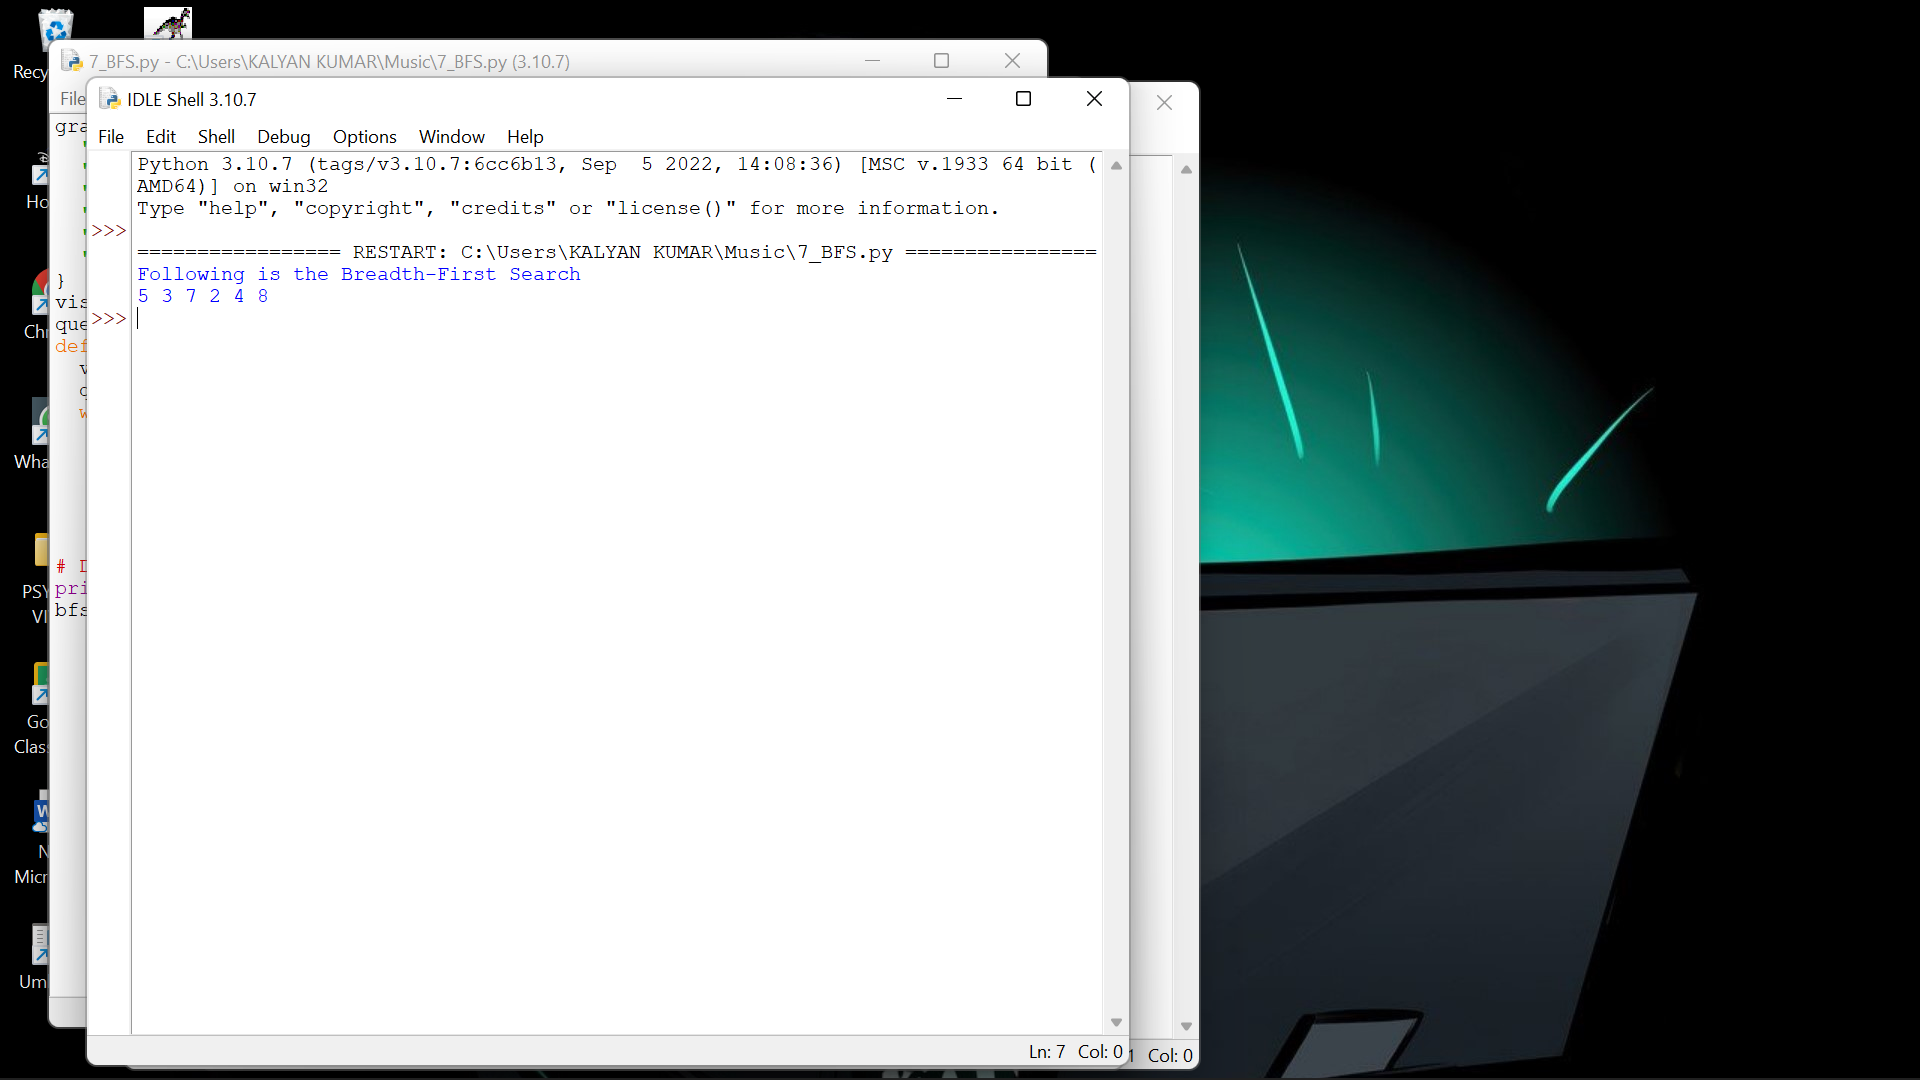 7_BFS.py - C:\Users\KALYAN KUMAR\Music\7_BFS.py (3.10.7)
File
IDLE Shell 3.10.7
File Edit Shell Debug Options Window Help
Python 3.10.7 (tags/v3.10.7:6cc6b13, Sep  5 2022, 14:08:36) [MSC v.1933 64 bit (
AMD64)] on win32
Type "help", "copyright", "credits" or "license()" for more information.
>>>
================= RESTART: C:\Users\KALYAN KUMAR\Music\7_BFS.py ================
Following is the Breadth-First Search
5 3 7 2 4 8
>>>
Ln: 7 Col: 0
1 Col: 0
Recy
Ho
Chr
Wha
PSY
VI
Go
Clas
N
Micr
Um
gra
}
vis
que
def
v
q
w
# D
pri
bfs